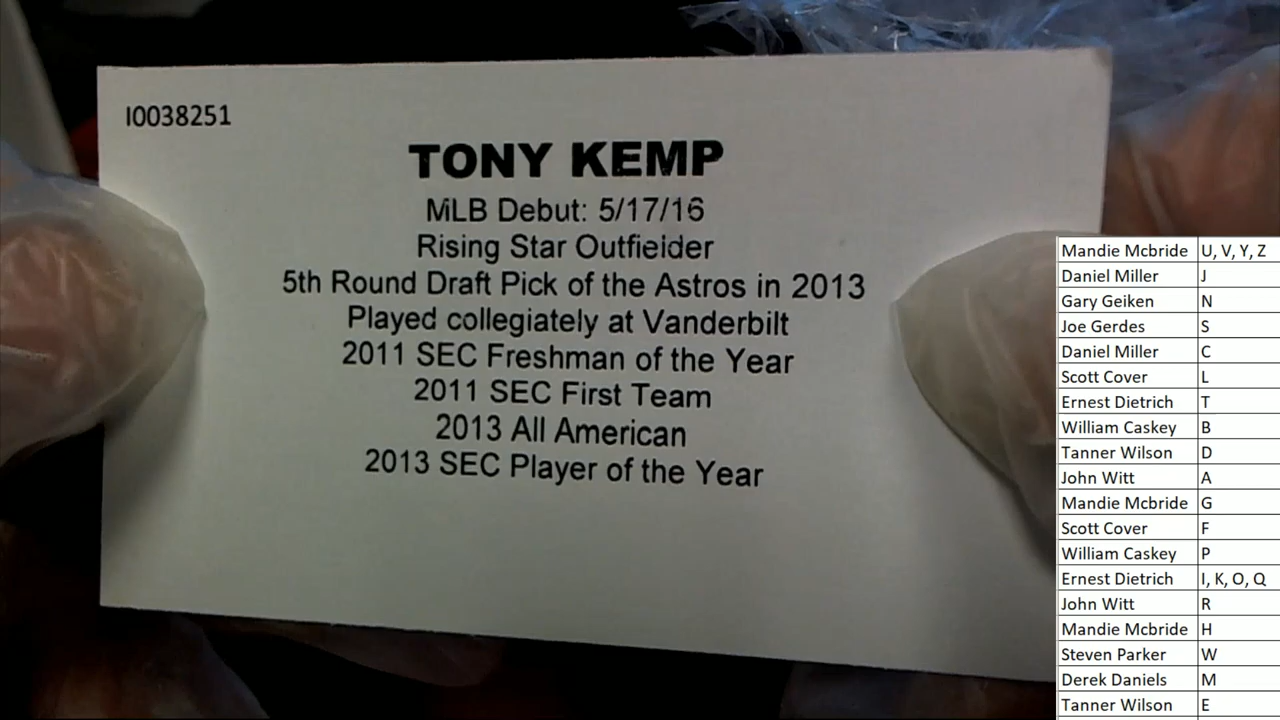 I0038251
TONY KEMP
MLB Debut: 5/17/16
Rising Star Outfielder
5th Round Draft Pick of the Astros in 2013
Played collegiately at Vanderbilt
2011 SEC Freshman of the Year
2011 SEC First Team
2013 All American
2013 SEC Player of the Year
Mandie Mcbride U, V, Y, Z
Daniel Miller J
Gary Geiken N
Joe Gerdes S
Daniel Miller C
Scott Cover L
Ernest Dietrich T
William Caskey B
Tanner Wilson D
John Witt A
Mandie Mcbride G
Scott Cover F
William Caskey P
Ernest Dietrich I, K, O, Q
John Witt R
Mandie Mcbride H
Steven Parker W
Derek Daniels M
Tanner Wilson E